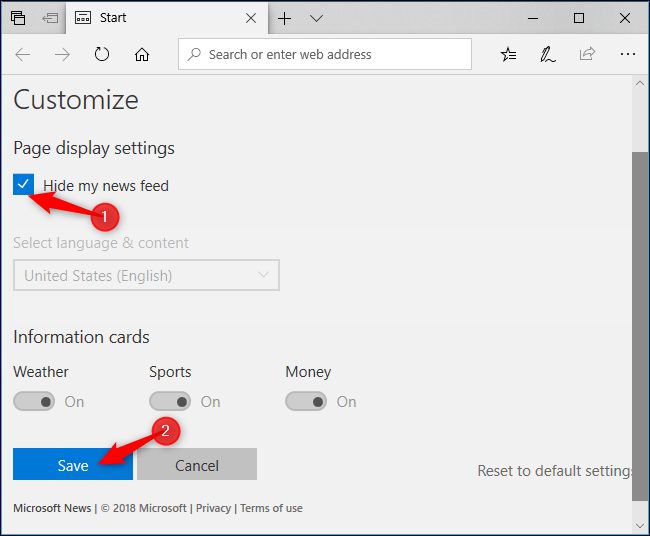 Start
Search or enter web address
Customize
Page display settings
Hide my news feed
1
Select language & content
United States (English)
Information cards
Weather Sports Money
On On On
2
Save Cancel
Reset to default settings
Microsoft News | © 2018 Microsoft | Privacy | Terms of use